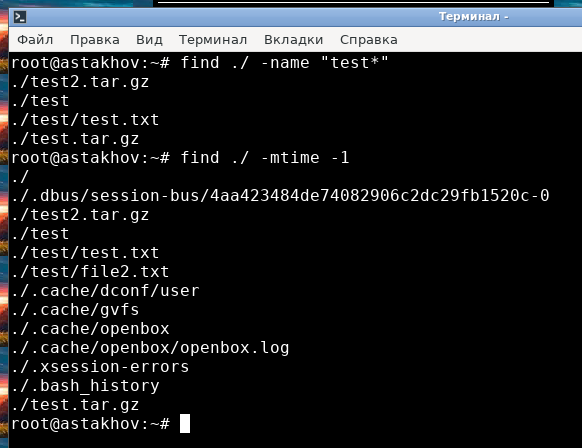 Терминал -
Файл Правка Вид Терминал Вкладки Справка
root@astakhov:~# find ./ -name "test*"
./test2.tar.gz
./test
./test/test.txt
./test.tar.gz
root@astakhov:~# find ./ -mtime -1
./
./.dbus/session-bus/4aa423484de74082906c2dc29fb1520c-0
./test2.tar.gz
./test
./test/test.txt
./test/file2.txt
./.cache/dconf/user
./.cache/gvfs
./.cache/openbox
./.cache/openbox/openbox.log
./.xsession-errors
./.bash_history
./test.tar.gz
root@astakhov:~#